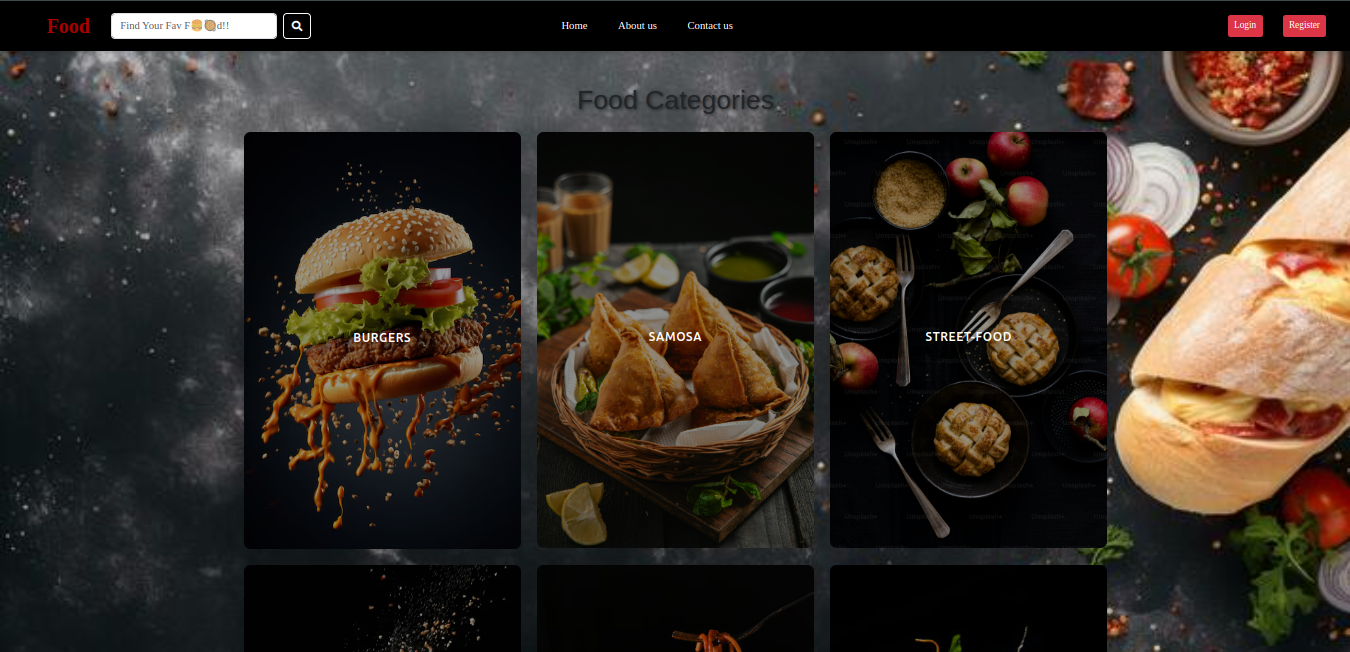 Food
Find Your Fav F🍔🥘d!!
Home
About us
Contact us
Login
Register
Food Categories
BURGERS
SAMOSA
STREET-FOOD